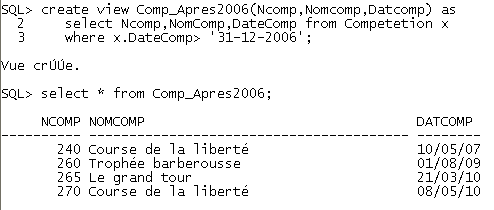 SQL> create view Comp_Apres2006(Ncomp,Nomcomp,Datcomp) as
2 select Ncomp,NomComp,DateComp from Competetion x
3 where x.DateComp> '31-12-2006';
Vue crÚÚe.
SQL> select * from Comp_Apres2006;
NCOMP NOMCOMP DATCOMP
---------- ---------------------------------------- --------
240 Course de la liberté 10/05/07
260 Trophée barberousse 01/08/09
265 Le grand tour 21/03/10
270 Course de la liberté 08/05/10